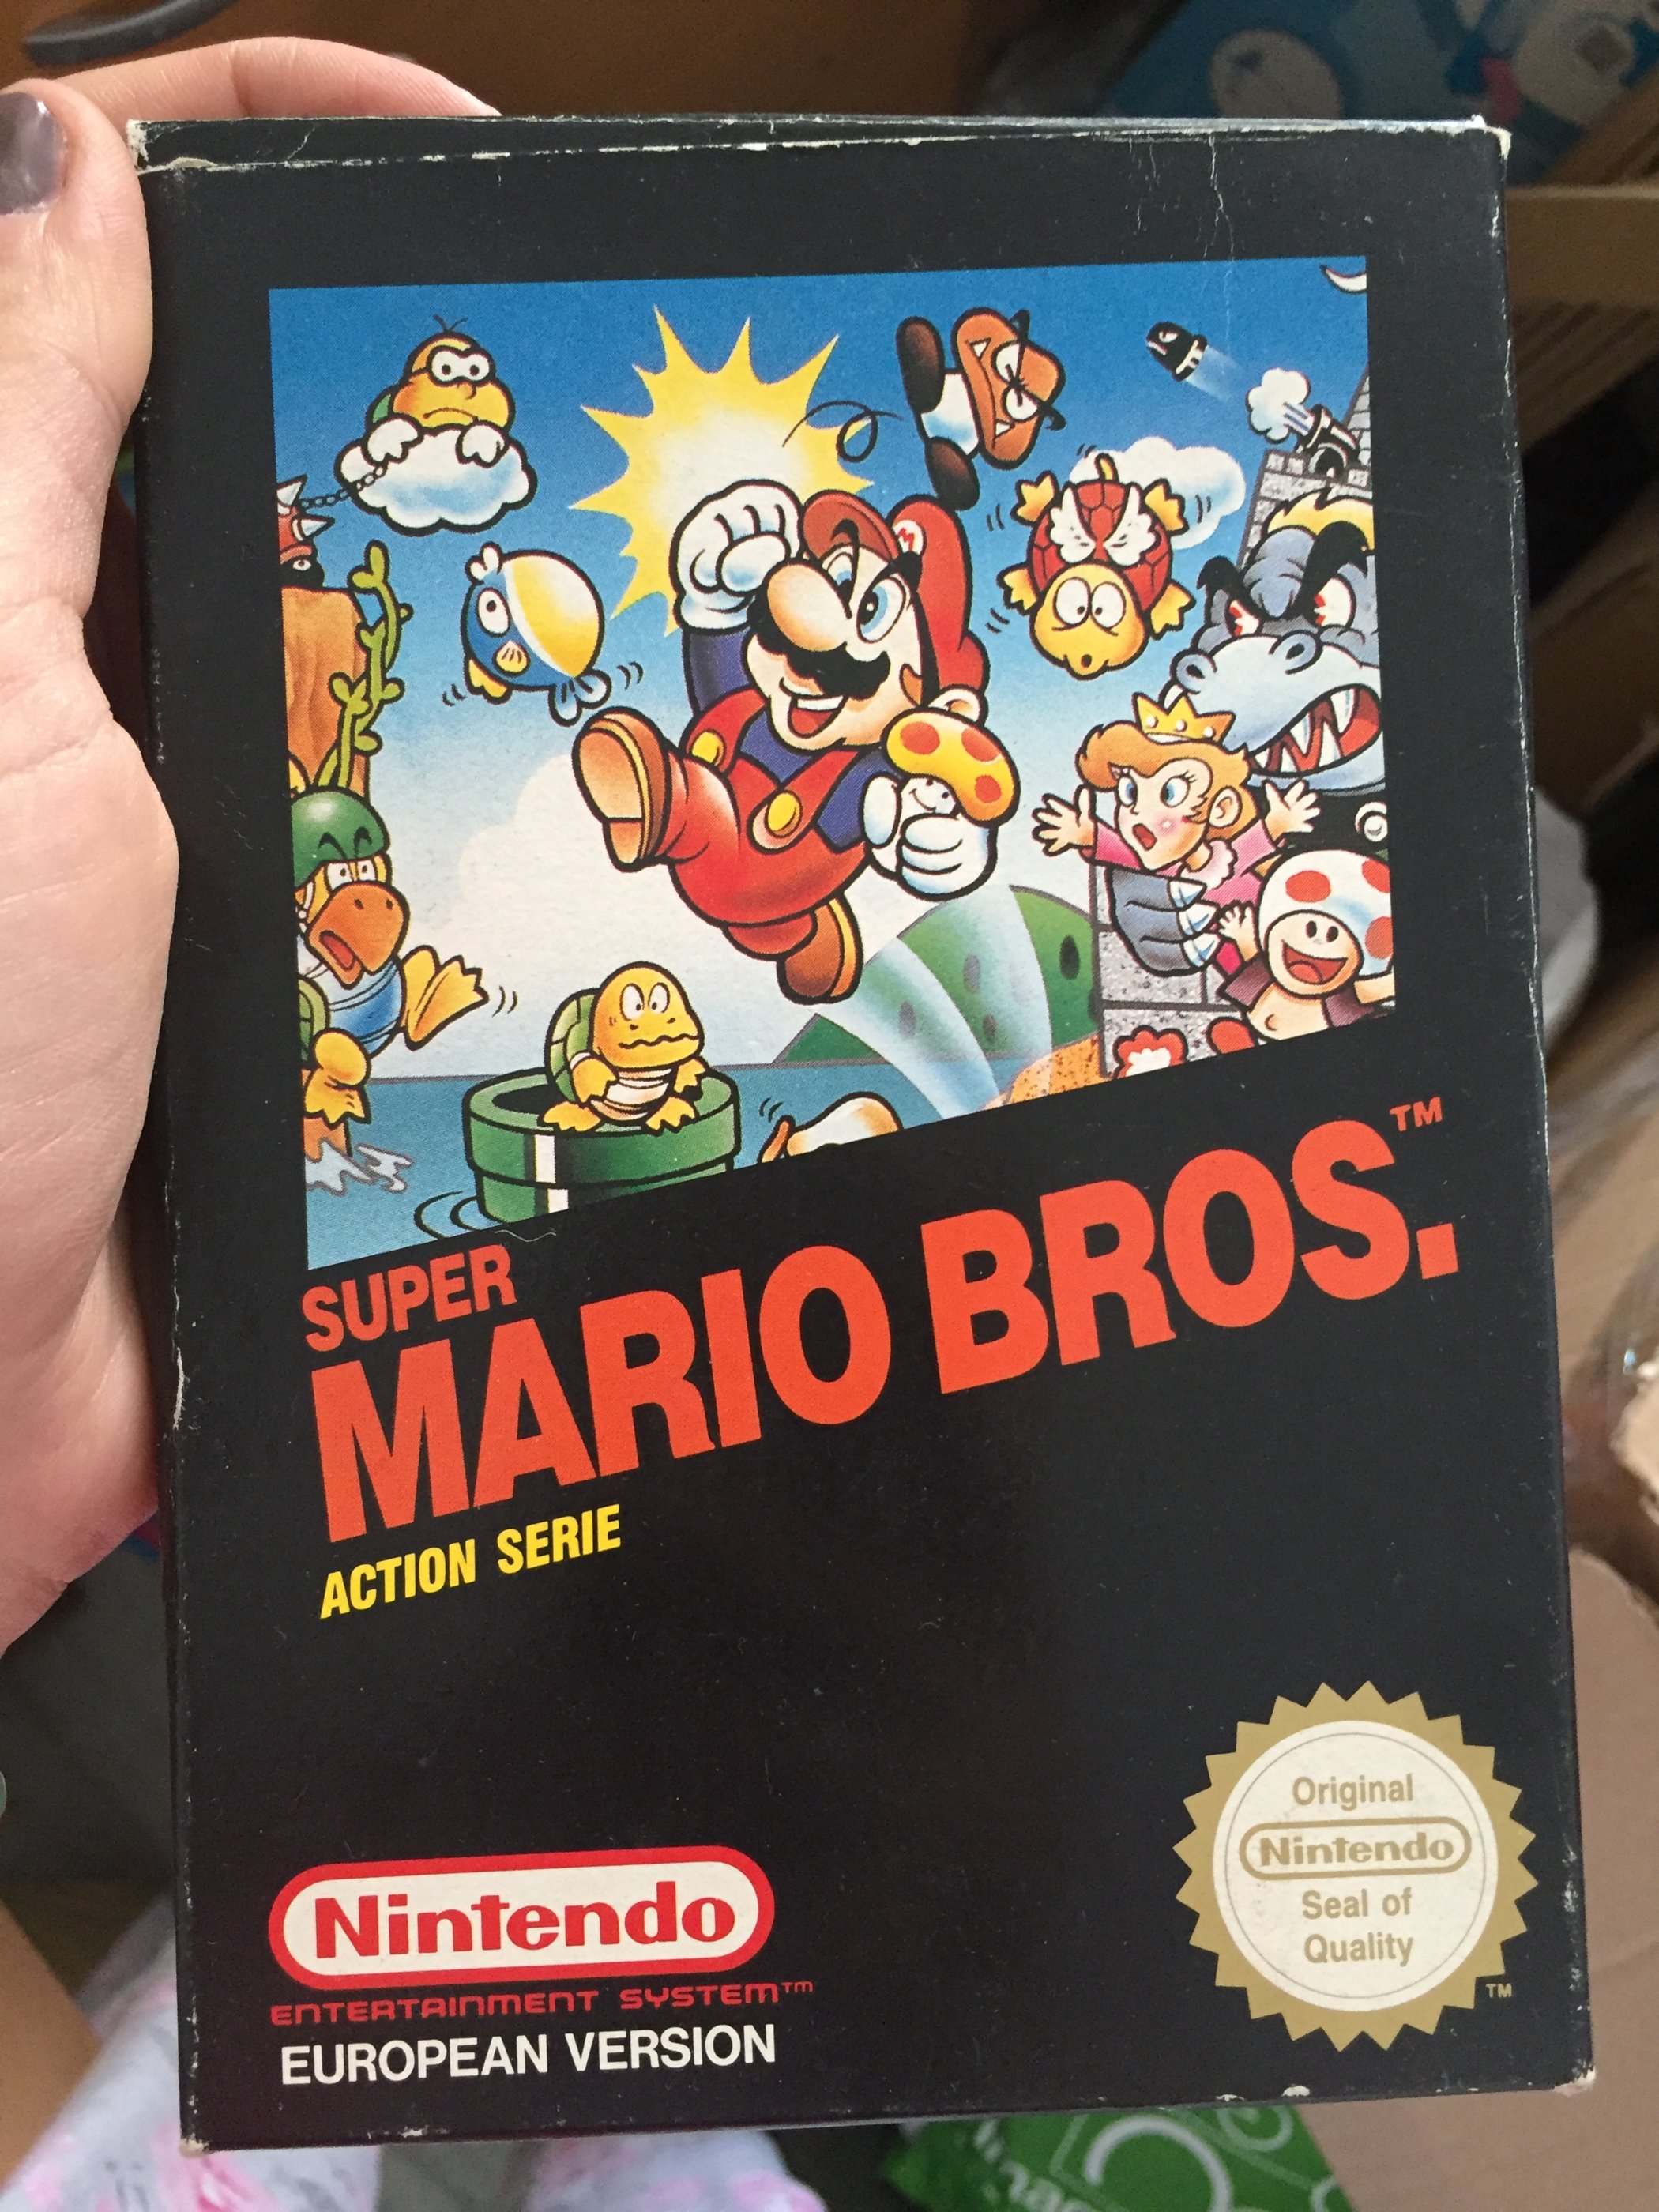 M
SUPER
MARIO BROS.™
ACTION SERIE
Nintendo
ENTERTAINMENT SYSTEM™
EUROPEAN VERSION
Original
Nintendo
Seal of
Quality
TM